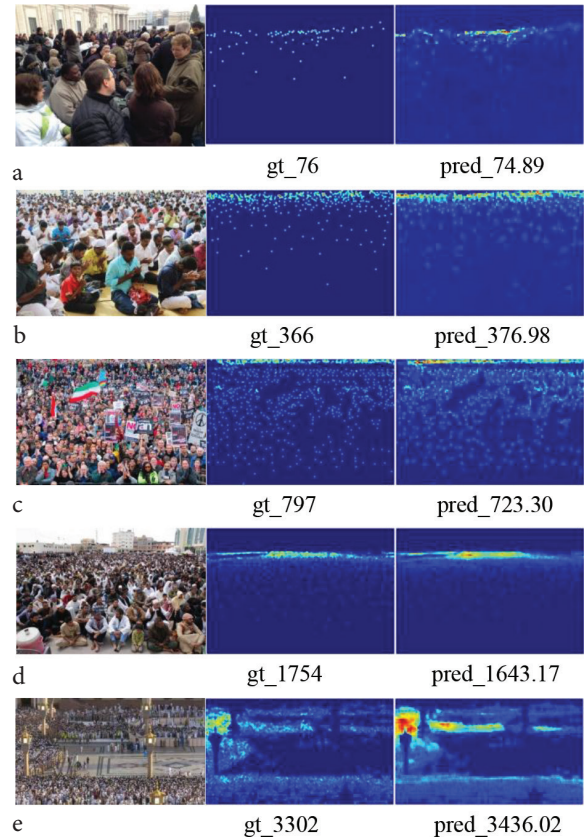 a
gt_76
pred_74.89
b
gt_366
pred_376.98
c
gt_797
pred_723.30
d
gt_1754
pred_1643.17
e
gt_3302
pred_3436.02